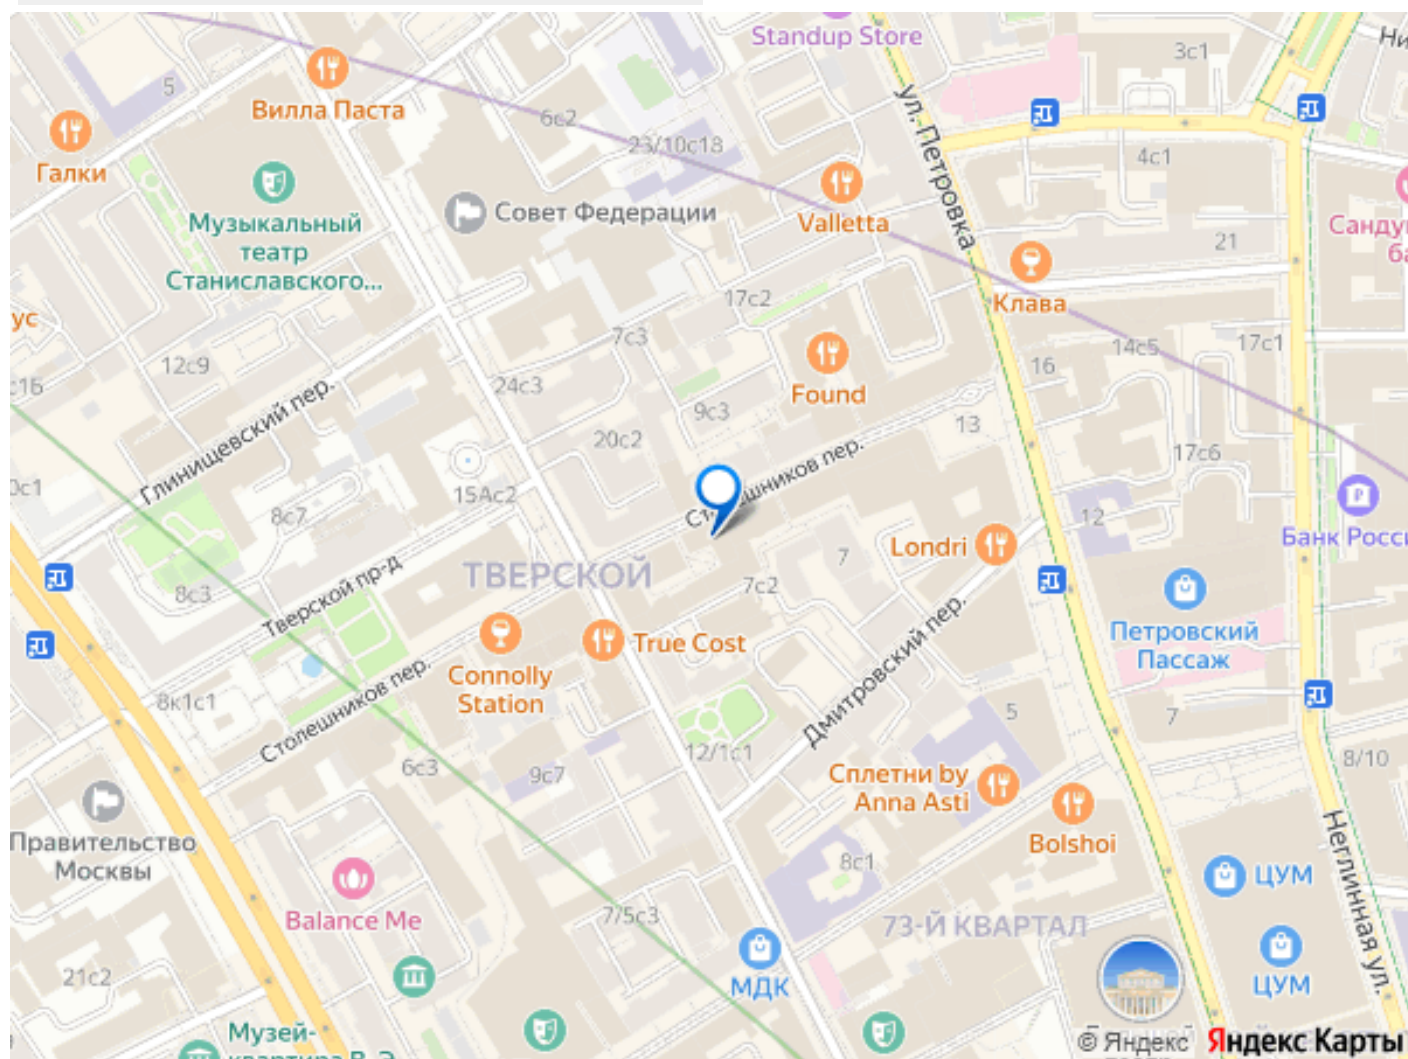 Standup Store
3с1
5
Вилла Паста
6с2
ул. Петровка
Галки
23/10с18
4с1
Совет Федерации
Valletta
Музыкальный
театр
Станиславского...
21
17с2
Клава
ус
7с3
14с5
17с1
12с9
с16
24с3
Found
16
9с3
Глинищевский пер.
20с2
13
17с6
15Ас2
8с7
12
Londri
Банк
7
ТВЕРСКОЙ
Тверской пр-д
8с3
7с2
Петровский
Пассаж
True Cost
Connolly
Station
Дмитровский пер.
Столешников пер.
8к1с1
5
7
6с3
9с7
12/1с1
8/10
Сплетни by
Anna Asti
Bolshoi
Правительство
Москвы
8с1
ЦУМ
Неглинная ул.
Balance Me
7/5с3
73-Й КВАРТАЛ
21с2
МДК
ЦУМ
Музей-
© Яндекс Яндекс Карты